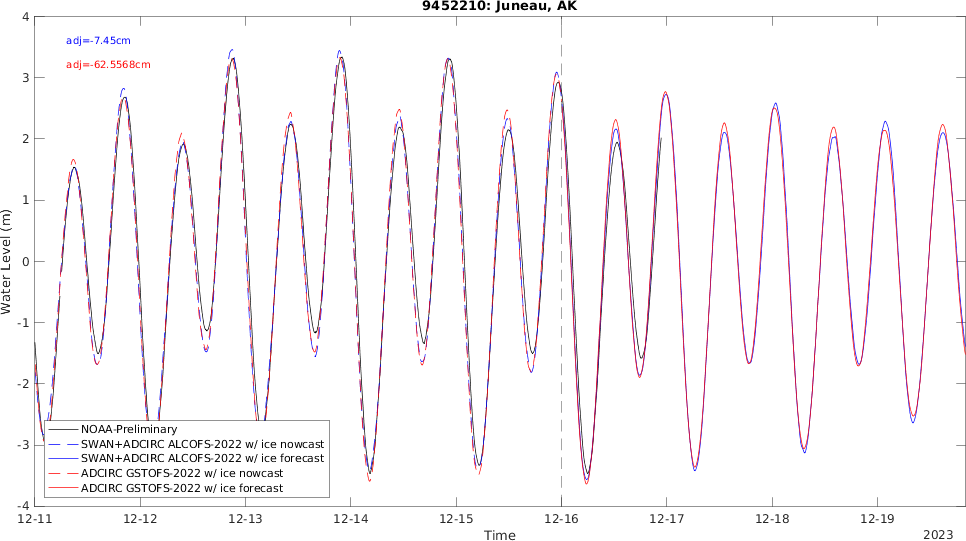 9452210: Juneau, AK
adj=-7.45cm
adj=-62.5568cm
4
3
2
1
0
-1
-2
-3
-4
Water Level (m)
NOAA-Preliminary
SWAN+ADCIRC ALCOFS-2022 w/ ice nowcast
SWAN+ADCIRC ALCOFS-2022 w/ ice forecast
ADCIRC GSTOFS-2022 w/ ice nowcast
ADCIRC GSTOFS-2022 w/ ice forecast
12-11 12-12 12-13 12-14 12-15 12-16 12-17 12-18 12-19
Time
2023